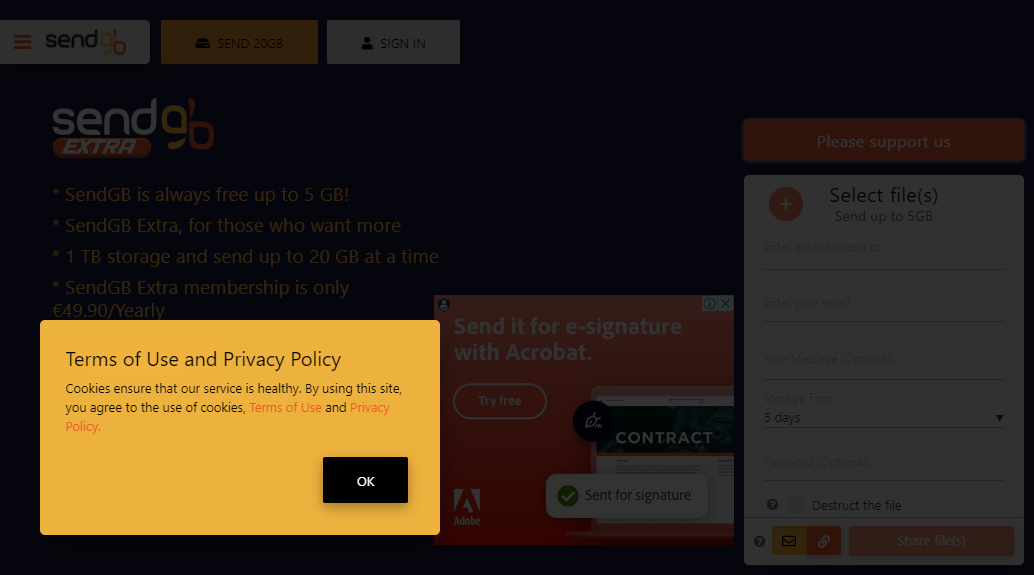 sendgb
SEND 20GB
SIGN IN
sendgb
EXTRA
* SendGB is always free up to 5 GB!
* SendGB Extra, for those who want more
* 1 TB storage and send up to 20 GB at a time
* SendGB Extra membership is only
€49.90/Yearly
Terms of Use and Privacy Policy
Cookies ensure that our service is healthy. By using this site,
you agree to the use of cookies, Terms of Use and Privacy
Policy.
OK
Send it for e-signature
with Acrobat.
Try free
CONTRACT
Sent for signature
Adobe
Please support us
Select file(s)
Send up to 5GB
Enter email to send to
Enter your email
Your Message (Optional)
Storage Time
5 days
Password (Optional)
Destruct the file
Share file(s)